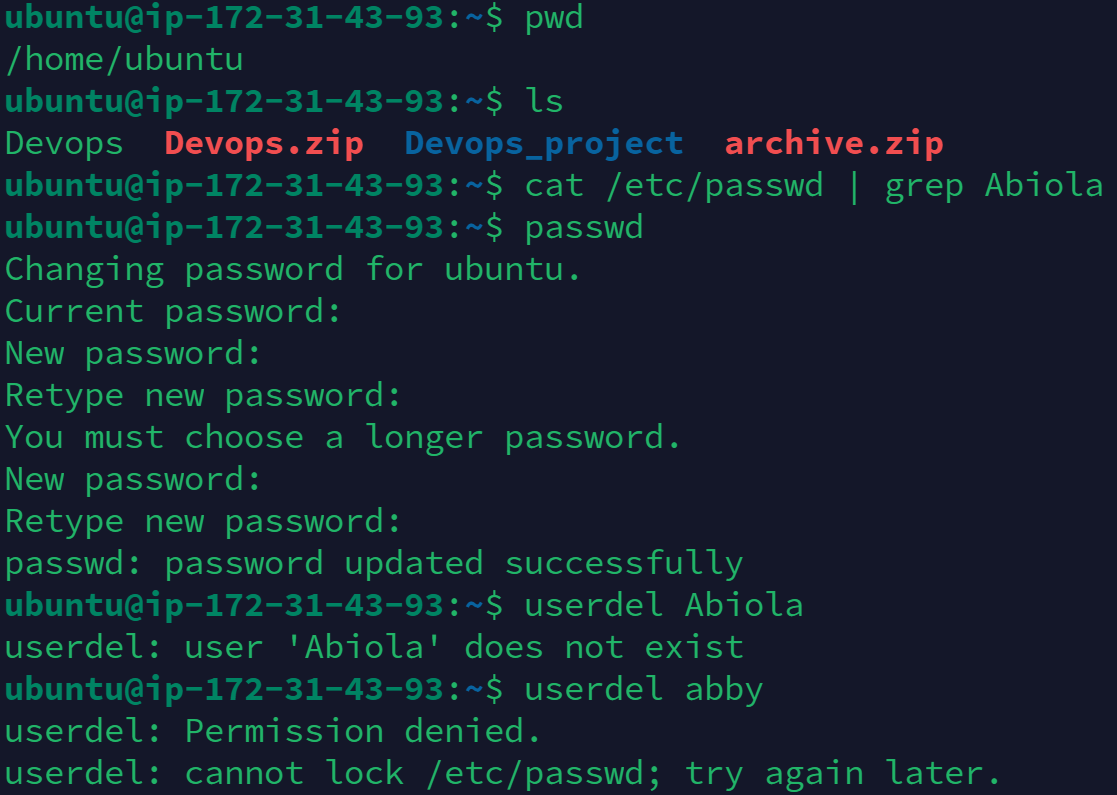 ubuntu@ip-172-31-43-93:~$ pwd
/home/ubuntu
ubuntu@ip-172-31-43-93:~$ ls
Devops  Devops.zip  Devops_project  archive.zip
ubuntu@ip-172-31-43-93:~$ cat /etc/passwd | grep Abiola
ubuntu@ip-172-31-43-93:~$ passwd
Changing password for ubuntu.
Current password:
New password:
Retype new password:
You must choose a longer password.
New password:
Retype new password:
passwd: password updated successfully
ubuntu@ip-172-31-43-93:~$ userdel Abiola
userdel: user 'Abiola' does not exist
ubuntu@ip-172-31-43-93:~$ userdel abby
userdel: Permission denied.
userdel: cannot lock /etc/passwd; try again later.